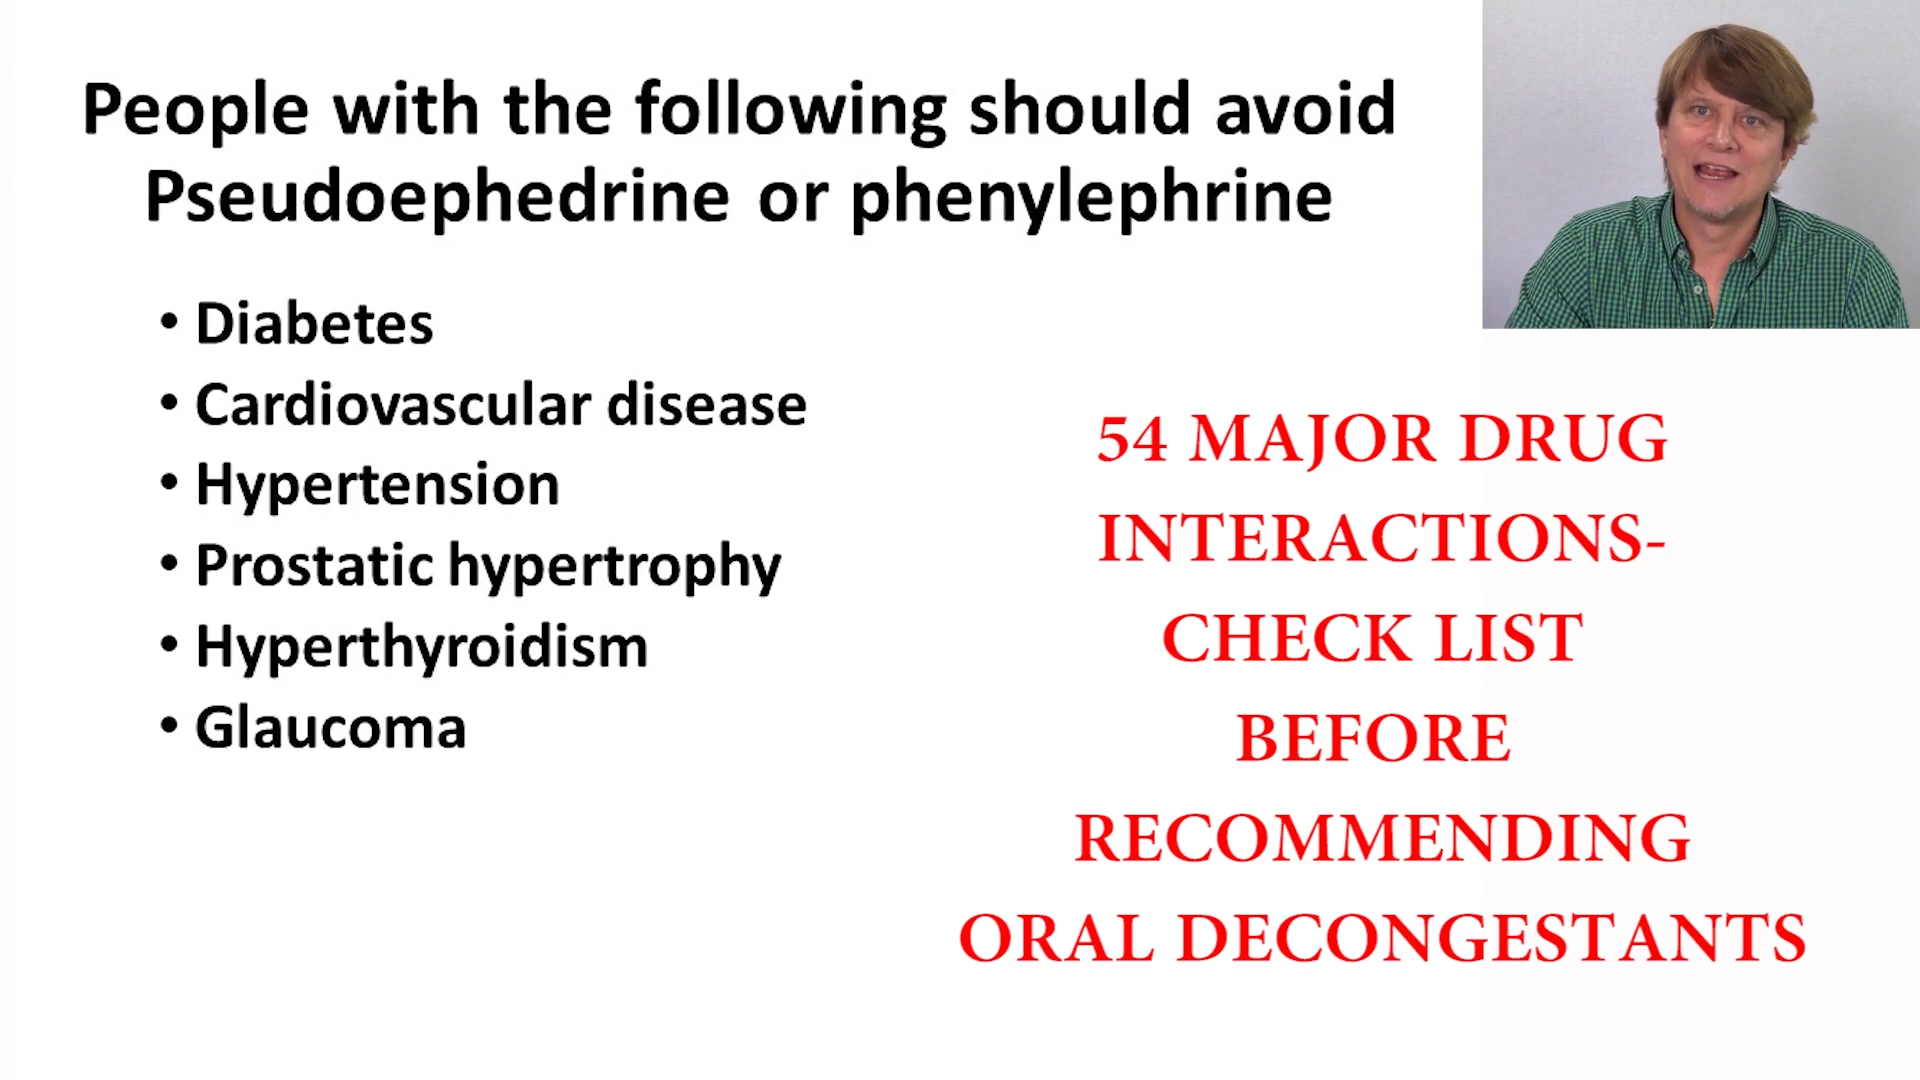 People with the following should avoid
Pseudoephedrine or phenylephrine
• Diabetes
• Cardiovascular disease
• Hypertension
• Prostatic hypertrophy
• Hyperthyroidism
• Glaucoma
54 MAJOR DRUG
INTERACTIONS-
CHECK LIST
BEFORE
RECOMMENDING
ORAL DECONGESTANTS